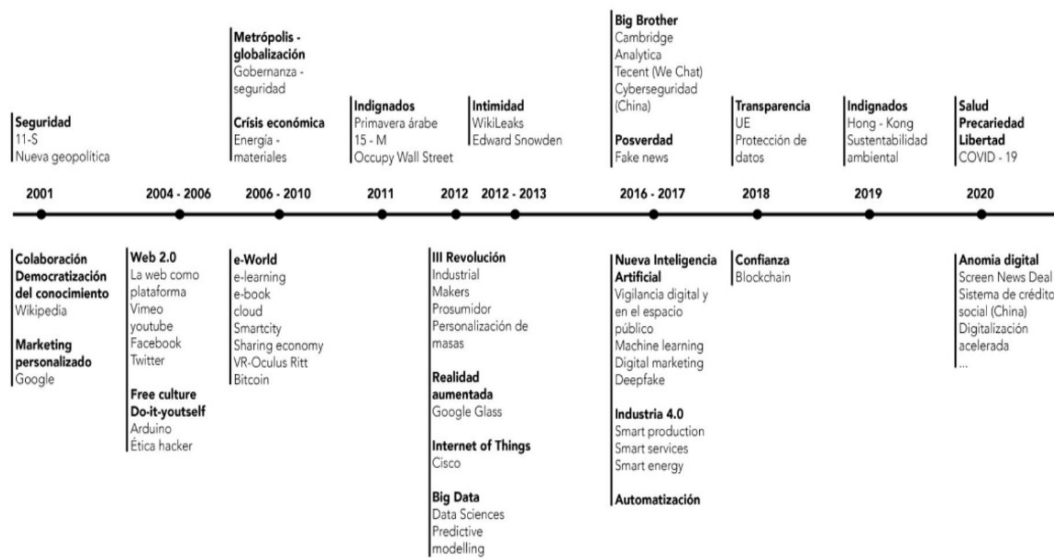 Seguridad
11-S
Nueva geopolítica
Metrópolis -
globalización
Gobernanza -
seguridad
Crísis económica
Energía -
materiales
Indignados
Primavera árabe
15 - M
Occupy Wall Street
Intimidad
WikiLeaks
Edward Snowden
Big Brother
Cambridge
Analytica
Tecent (We Chat)
Cyberseguridad
(China)
Posverdad
Fake news
Transparencia
UE
Protección de
datos
Indignados
Hong - Kong
Sustentabilidad
ambiental
Salud
Precariedad
Libertad
COVID - 19
2001
2004 - 2006
2006 - 2010
2011
2012
2012 - 2013
2016 - 2017
2018
2019
2020
Colaboración
Democratización
del conocimiento
Wikipedia
Marketing
personalizado
Google
Web 2.0
La web como
plataforma
Vimeo
youtube
Facebook
Twitter
Free culture
Do-it-youtself
Arduino
Ética hacker
e-World
e-learning
e-book
cloud
Smartcity
Sharing economy
VR-Oculus Ritt
Bitcoin
III Revolución
Industrial
Makers
Prosumidor
Personalización de
masas
Realidad
aumentada
Google Glass
Internet of Things
Cisco
Big Data
Data Sciences
Predictive
modelling
Nueva Inteligencia
Artificial
Vigilancia digital y
en el espacio
público
Machine learning
Digital marketing
Deepfake
Industria 4.0
Smart production
Smart services
Smart energy
Automatización
Confianza
Blockchain
Anomia digital
Screen News Deal
Sistema de crédito
social (China)
Digitalización
acelerada
...